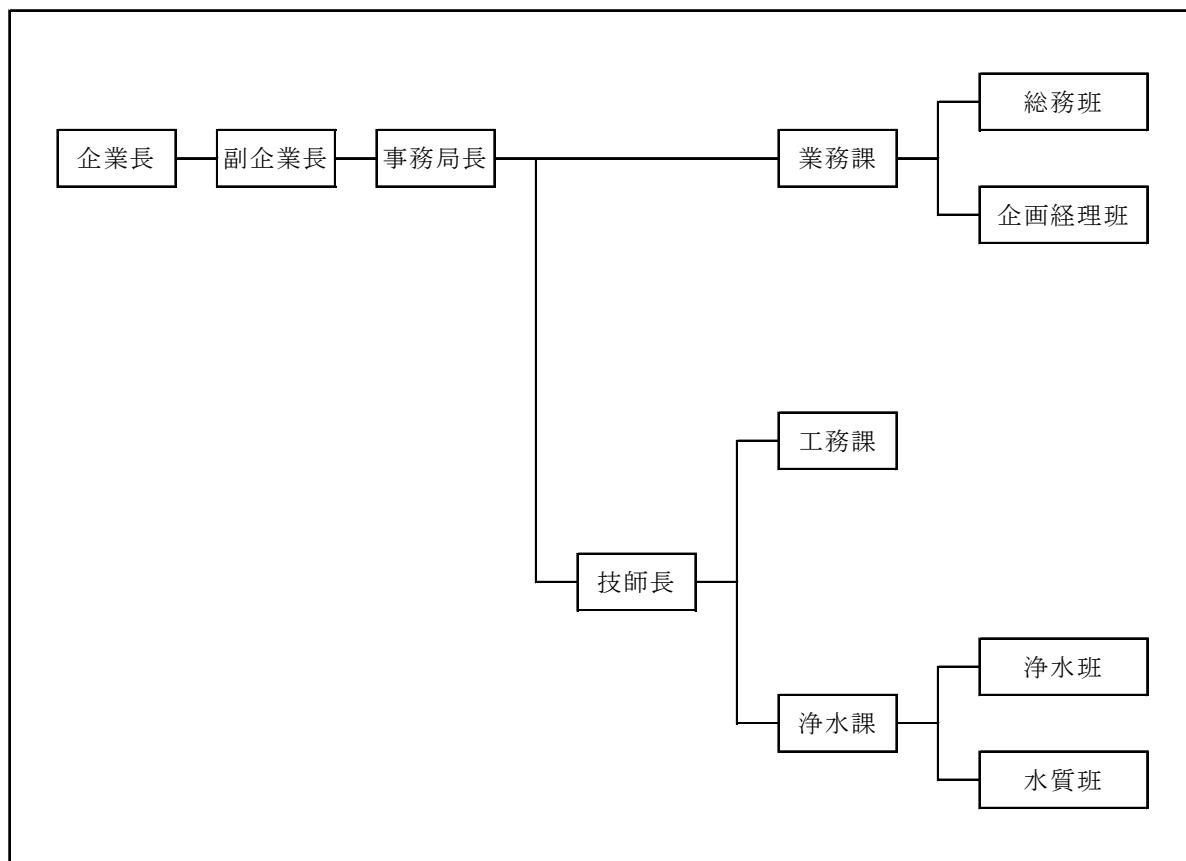 総務班
企業長
副企業長
事務局長
業務課
企画経理班
工務課
技師長
浄水班
浄水課
水質班